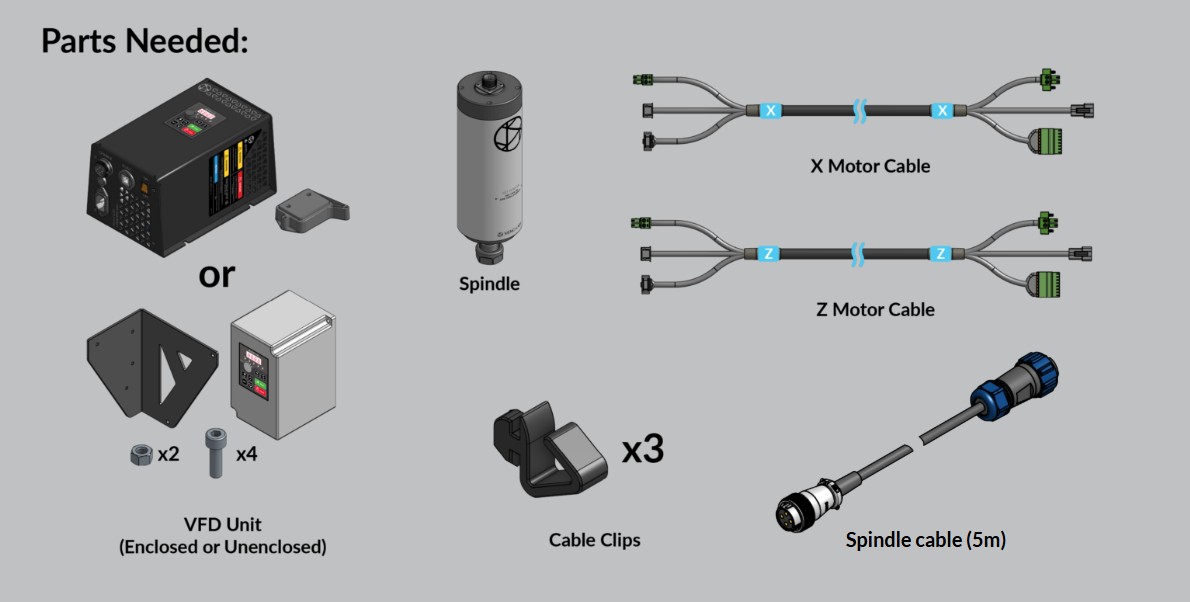 Parts Needed:
or
x2
x4
VFD Unit
(Enclosed or Unenclosed)
Spindle
X
X
X Motor Cable
Z
Z
Z Motor Cable
x3
Cable Clips
Spindle cable (5m)